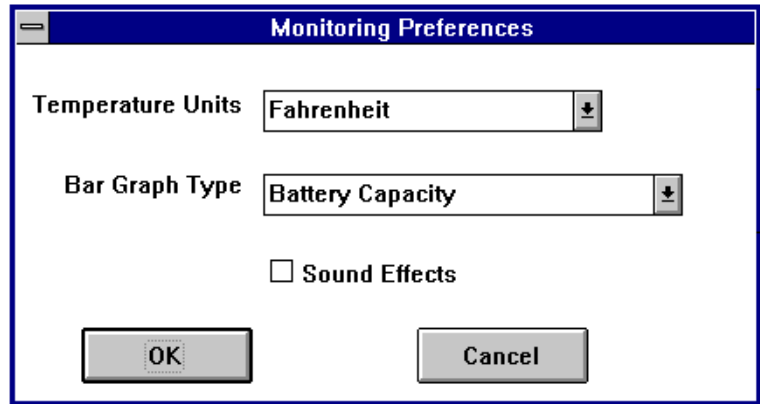 Monitoring Preferences
Temperature Units Fahrenheit
Bar Graph Type Battery Capacity
Sound Effects
OK Cancel